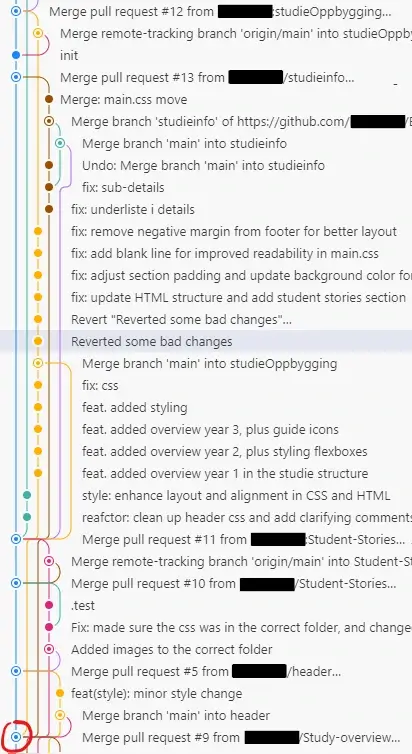 Merge pull request #12 from :studieOppbygging...
Merge remote-tracking branch 'origin/main' into studieOppb
init
Merge pull request #13 from /studieinfo...
Merge: main.css move
Merge branch 'studieinfo' of https://github.com/
Merge branch 'main' into studieinfo
Undo: Merge branch 'main' into studieinfo
fix: sub-details
fix: underliste i details
fix: remove negative margin from footer for better layout
fix: add blank line for improved readability in main.css
fix: adjust section padding and update background color fo
fix: update HTML structure and add student stories section
Revert "Reverted some bad changes"...
Reverted some bad changes
Merge branch 'main' into studieOppbygging
fix: css
feat. added styling
feat. added overview year 3, plus guide icons
feat. added overview year 2, plus styling flexboxes
feat. added overview year 1 in the studie structure
style: enhance layout and alignment in CSS and HTML
reafctor: clean up header css and add clarifying comments
Merge pull request #11 from :Student-Stories...
Merge remote-tracking branch 'origin/main' into Student-S
Merge pull request #10 from /Student-Stories...
.test
Fix: made sure the css was in the correct folder, and change
Added images to the correct folder
Merge pull request #5 from /header...
feat(style): minor style change
Merge branch 'main' into header
Merge pull request #9 from /Study-overview...